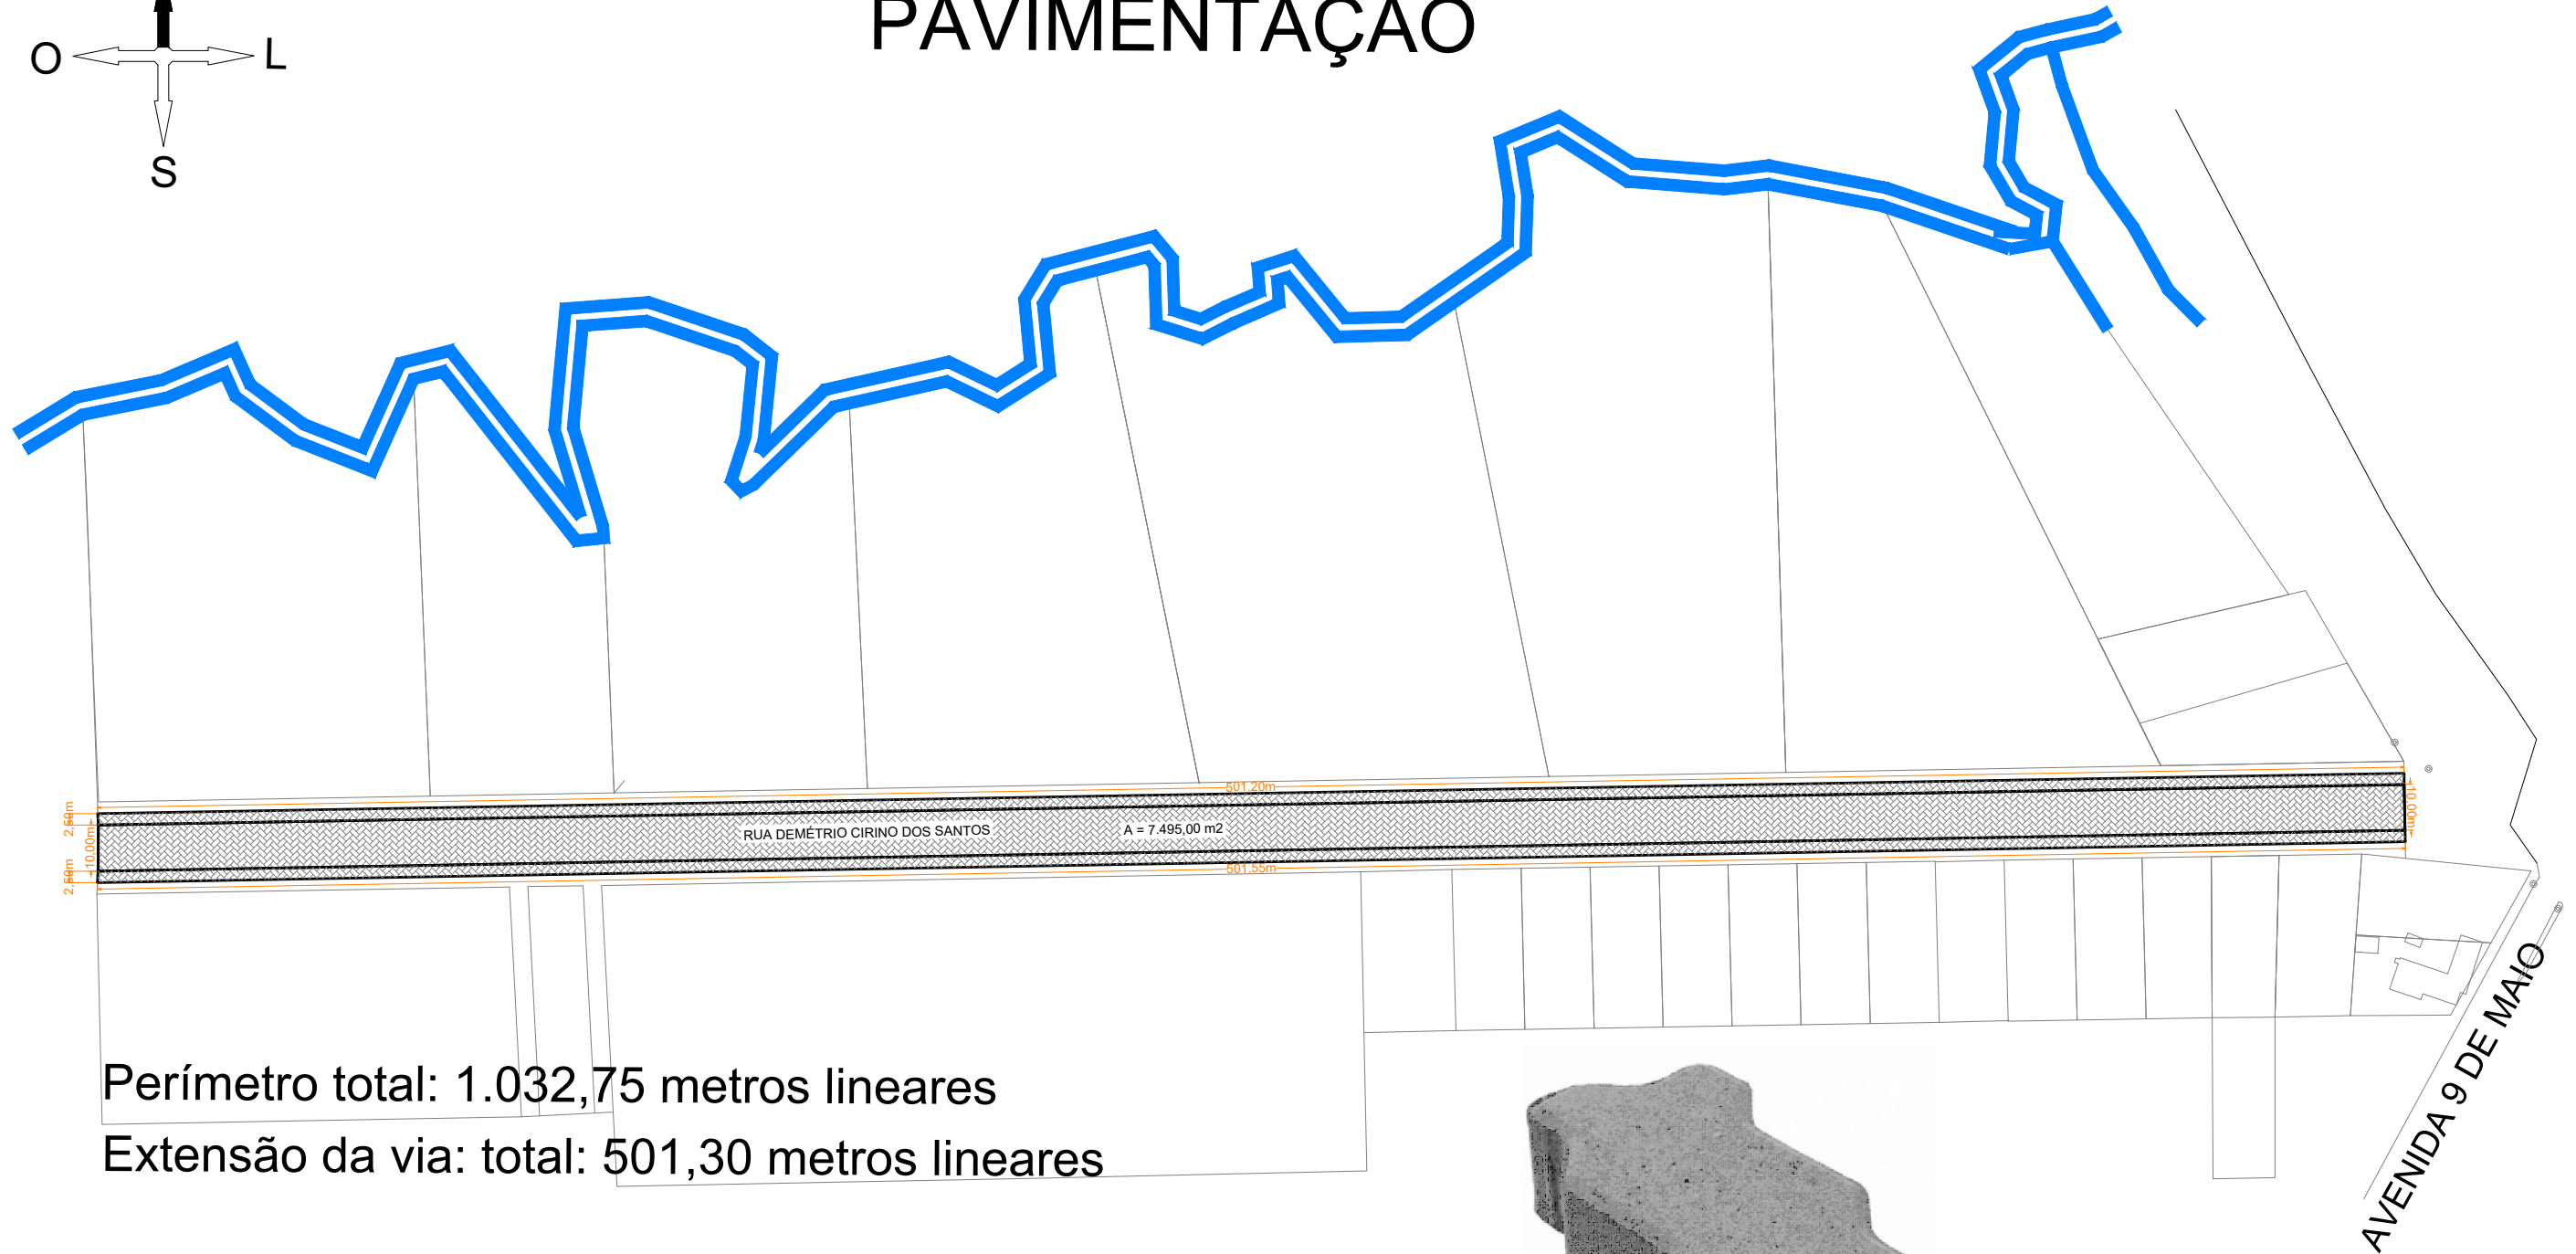 PAVIMENTAÇÃO
O
L
S
501,20m
2,50m
10.00m
2,50m
10.00m
RUA DEMÉTRIO CIRINO DOS SANTOS
A = 7.495,00 m2
501.55m
AVENIDA 9 DE MAIO
Perímetro total: 1.032,75 metros lineares
Extensão da via: total: 501,30 metros lineares